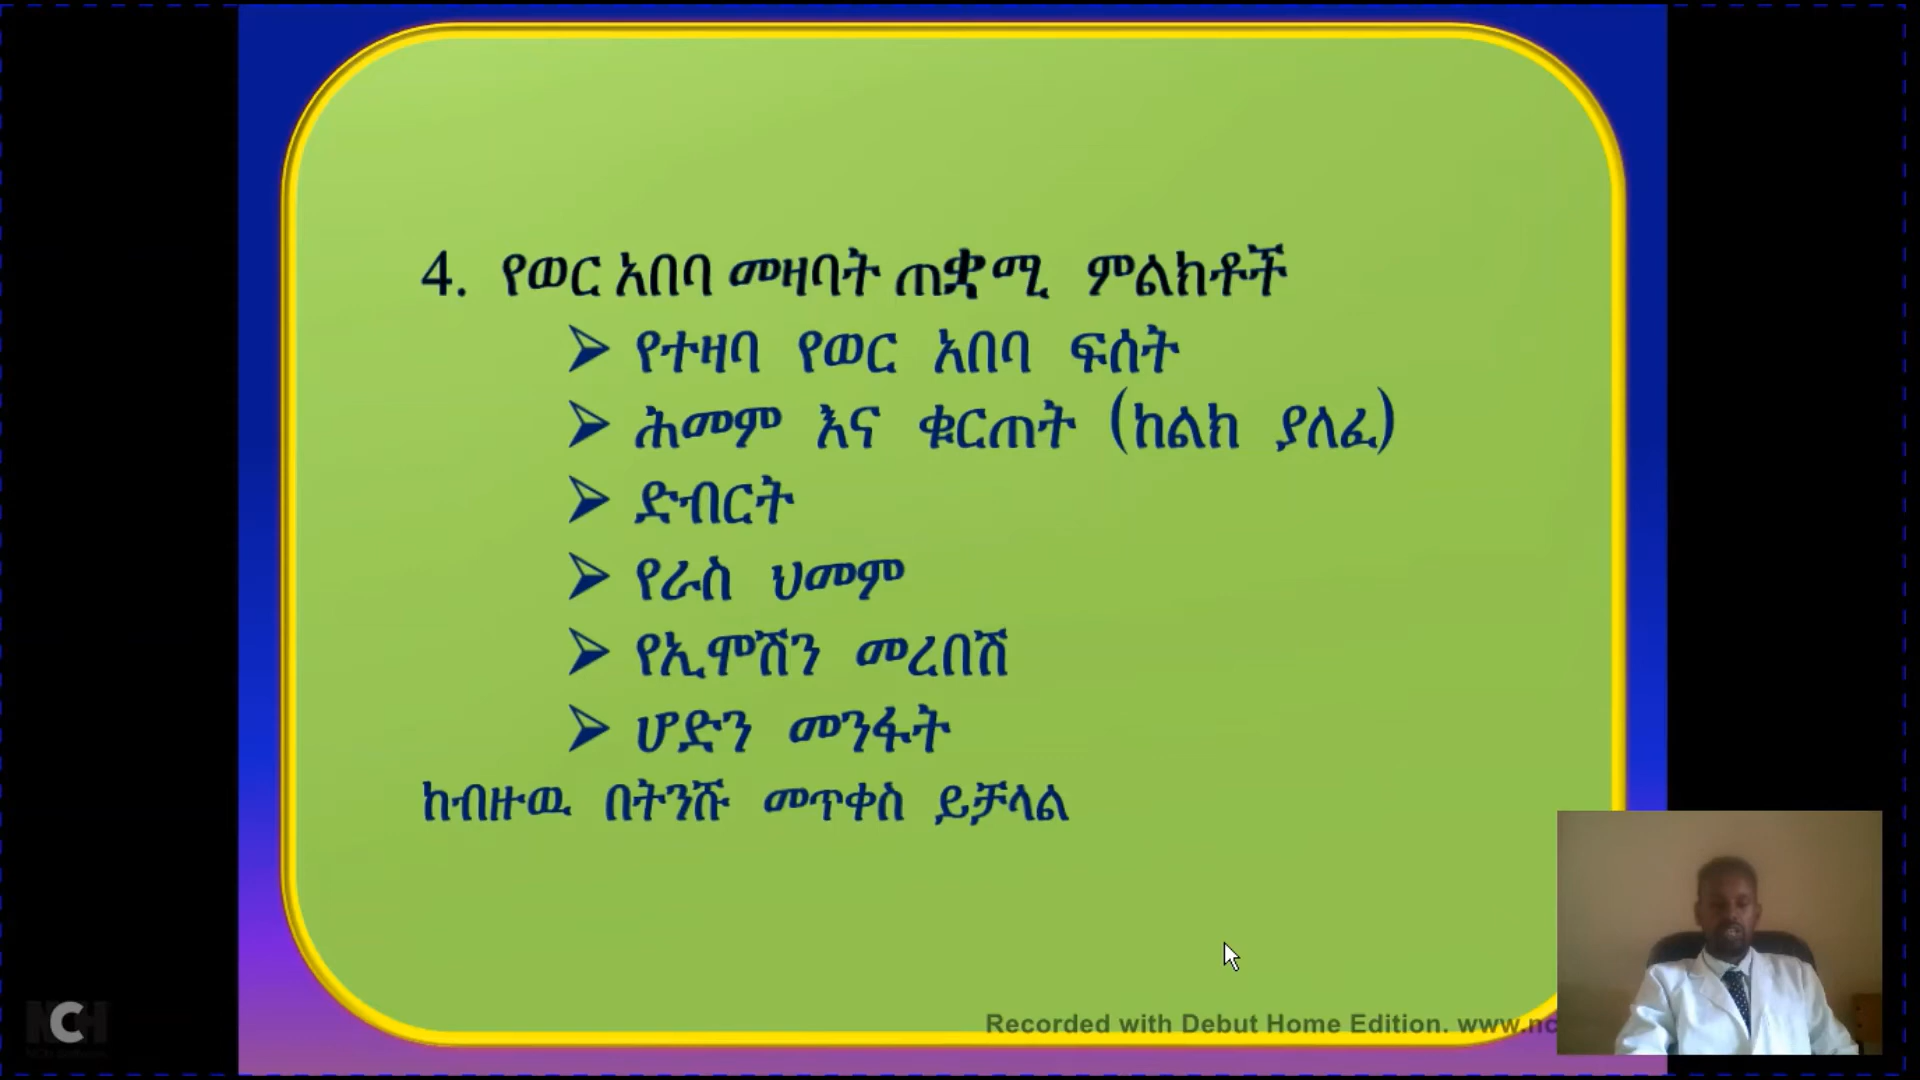 4. የወር አበባ መዛባት ጠቋሚ ምልክቶች
➢ የተዛባ የወር አበባ ፍሰት
➢ ሕመም እና ቁርጠት (ከልክ ያለፈ)
➢ ድብርት
➢ የራስ ህመም
➢ የኢሞሽን መረበሽ
➢ ሆድን መንፋት
ከብዙዉ በትንሹ መጥቀስ ይቻላል
Recorded with Debut Home Edition. www.nc
NCH